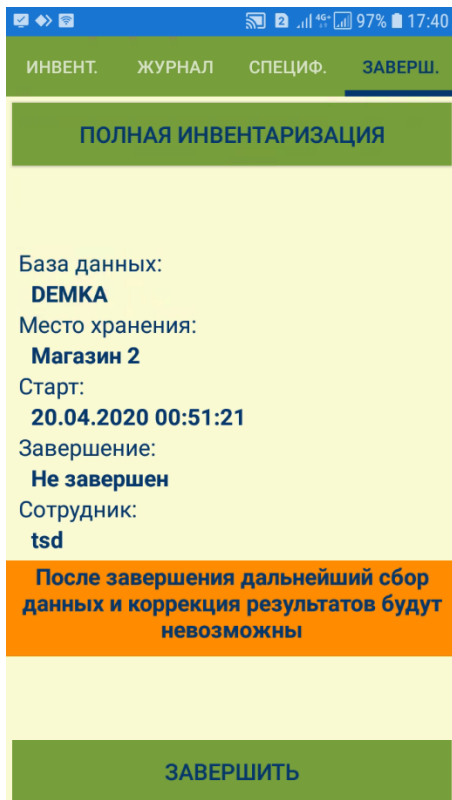 2 4G+ 97% 17:40
ИНВЕНТ. ЖУРНАЛ СПЕЦИФ. ЗАВЕРШ.
ПОЛНАЯ ИНВЕНТАРИЗАЦИЯ
База данных:
DEMKA
Место хранения:
Магазин 2
Старт:
20.04.2020 00:51:21
Завершение:
Не завершен
Сотрудник:
tsd
После завершения дальнейший сбор
данных и коррекция результатов будут
невозможны
ЗАВЕРШИТЬ